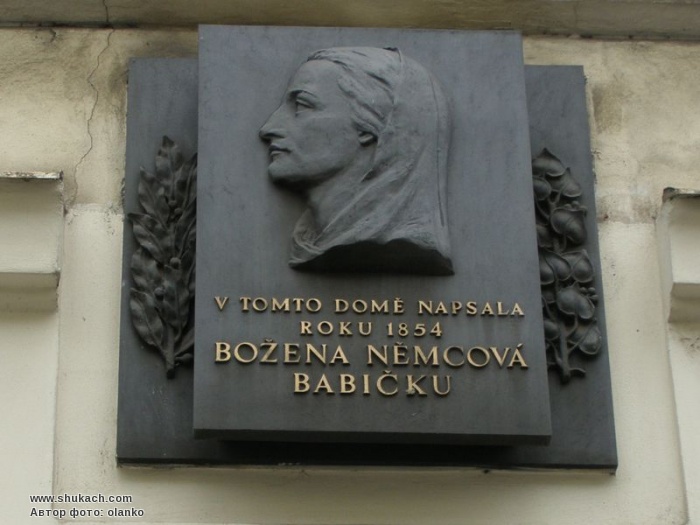 V TOMTO DOMĚ NAPSALA
ROKU 1854
BOŽENA NĚMCOVÁ
BABIČKU
www.shukach.com
Автор фото: olanko